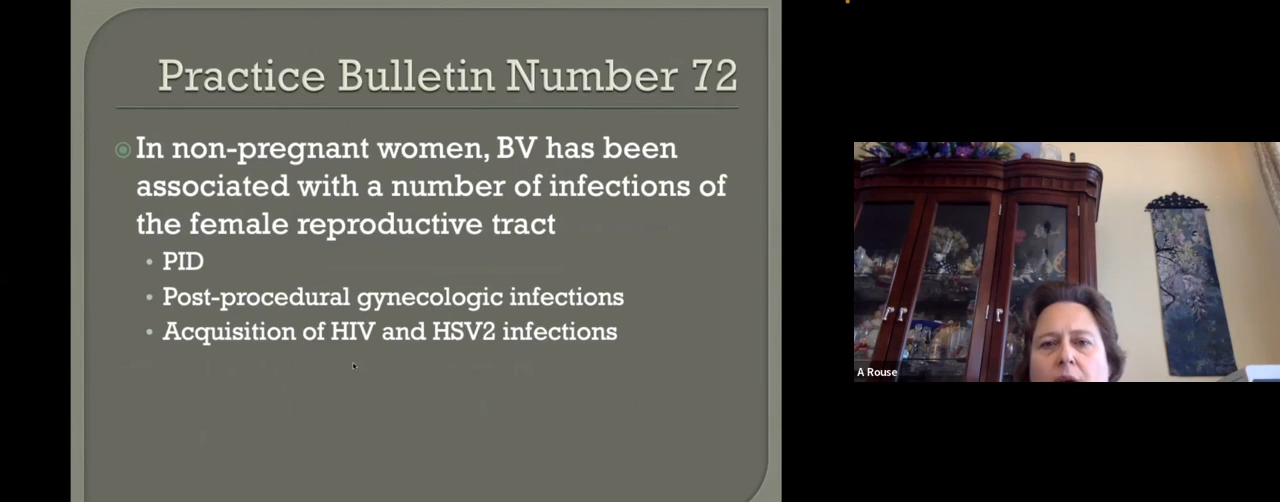 Practice Bulletin Number 72
In non-pregnant women, BV has been
associated with a number of infections of
the female reproductive tract
• PID
• Post-procedural gynecologic infections
• Acquisition of HIV and HSV2 infections
A Rouse